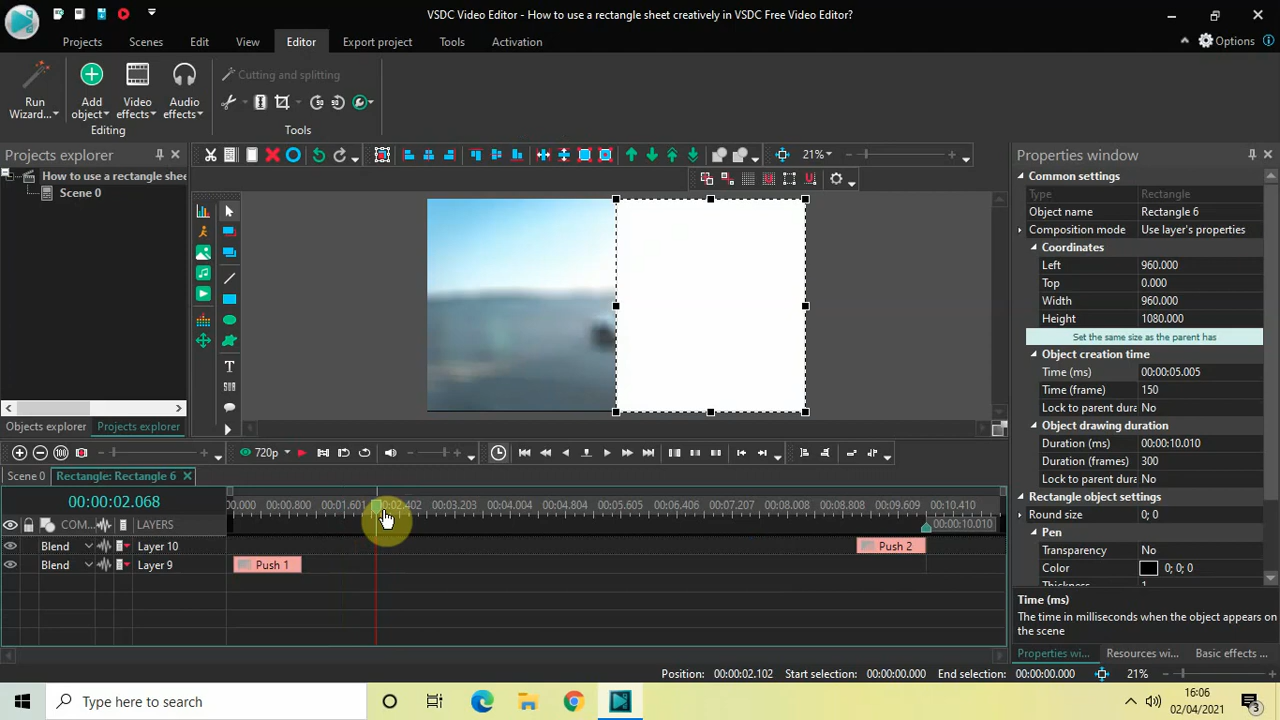 VSDC Video Editor - How to use a rectangle sheet creatively in VSDC Free Video Editor?
Projects Scenes Edit View Editor Export project Tools Activation Options
Cutting and splitting
Run Wizard... Add object Video effects Audio effects
Editing Tools
Projects explorer
How to use a rectangle shee
Scene 0
Objects explorer Projects explorer
21%
Properties window
Common settings
Type Rectangle
Object name Rectangle 6
Composition mode Use layer's properties
Coordinates
Left 960.000
Top 0.000
Width 960.000
Height 1080.000
Set the same size as the parent has
Object creation time
Time (ms) 00:00:05.005
Time (frame) 150
Lock to parent dura No
Object drawing duration
Duration (ms) 00:00:10.010
Duration (frames) 300
Lock to parent dura No
Rectangle object settings
Round size 0; 0
Pen
Transparency No
Color 0; 0; 0
Thickness 1
Time (ms)
The time in milliseconds when the object appears on
the scene
Properties wi... Resources wi... Basic effects ...
720p
Scene 0 Rectangle: Rectangle 6
00:00:02.068
0.000 00:00.800 00:01.601 00:02.402 00:03.203 00:04.004 00:04.804 00:05.605 00:06.406 00:07.207 00:08.008 00:08.809 00:09.609 00:10.410
00:00:10.010
COM... LAYERS
Blend Layer 10 Push 2
Blend Layer 9 Push 1
Position: 00:00:02.102 Start selection: 00:00:00.000 End selection: 00:00:00.000 21%
Type here to search
16:06
02/04/2021
3